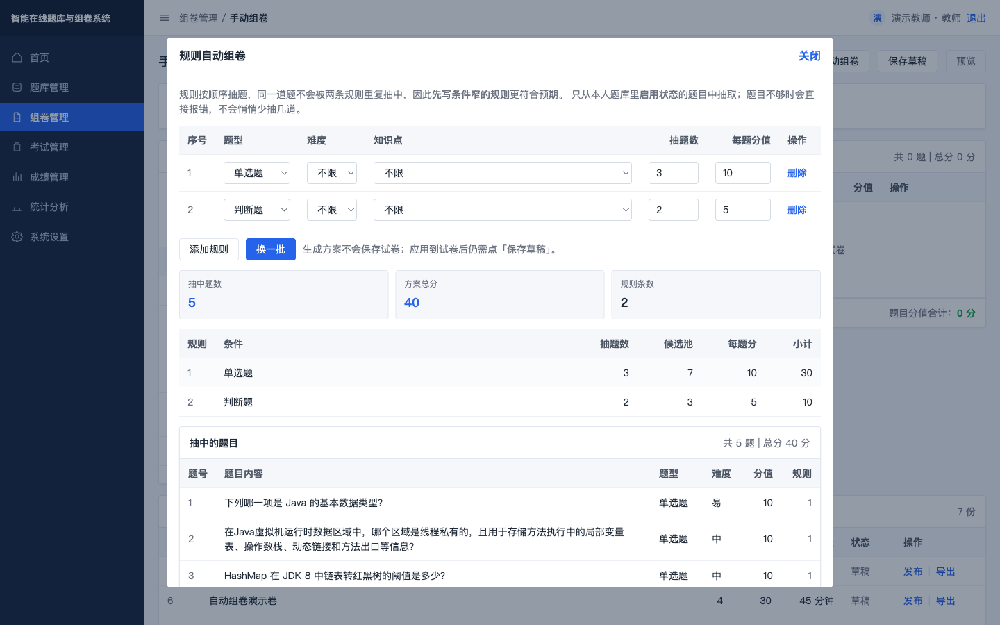 智能在线题库与组卷系统
首页
题库管理
组卷管理
考试管理
成绩管理
统计分析
系统设置
组卷管理 / 手动组卷
演 演示教师 · 教师 退出
动组卷 保存草稿 预览
规则自动组卷 关闭
规则按顺序抽题，同一道题不会被两条规则重复抽中，因此先写条件窄的规则更符合预期。 只从本人题库里启用状态的题目中抽取；题目不够时会直
接报错，不会悄悄少抽几道。
序号 题型 难度 知识点 抽题数 每题分值 操作
1 单选题 不限 不限 3 10 删除
2 判断题 不限 不限 2 5 删除
添加规则 换一批 生成方案不会保存试卷；应用到试卷后仍需点「保存草稿」。
抽中题数 方案总分 规则条数
5 40 2
规则 条件 抽题数 候选池 每题分 小计
1 单选题 3 7 10 30
2 判断题 2 3 5 10
抽中的题目 共 5 题 | 总分 40 分
题号 题目内容 题型 难度 分值 规则
1 下列哪一项是 Java 的基本数据类型? 单选题 易 10 1
2 在Java虚拟机运行时数据区域中，哪个区域是线程私有的，且用于存储方法执行中的局部变量
表、操作数栈、动态链接和方法出口等信息? 单选题 中 10 1
3 HashMap 在 JDK 8 中链表转红黑树的阈值是多少? 单选题 中 10 1
共 0 题 | 总分 0 分
分值 操作
卷
题目分值合计：0 分
7 份
状态 操作
草稿 发布 导出
6 自动组卷演示卷 4 30 45 分钟 草稿 发布 导出